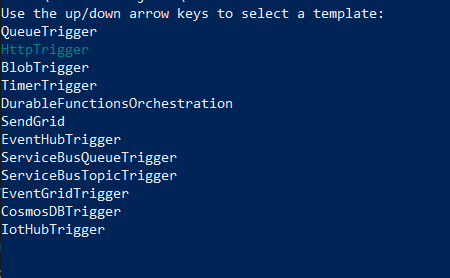 Use the up/down arrow keys to select a template:
QueueTrigger
HttpTrigger
BlobTrigger
TimerTrigger
DurableFunctionsOrchestration
SendGrid
EventHubTrigger
ServiceBusQueueTrigger
ServiceBusTopicTrigger
EventGridTrigger
CosmosDBTrigger
IotHubTrigger